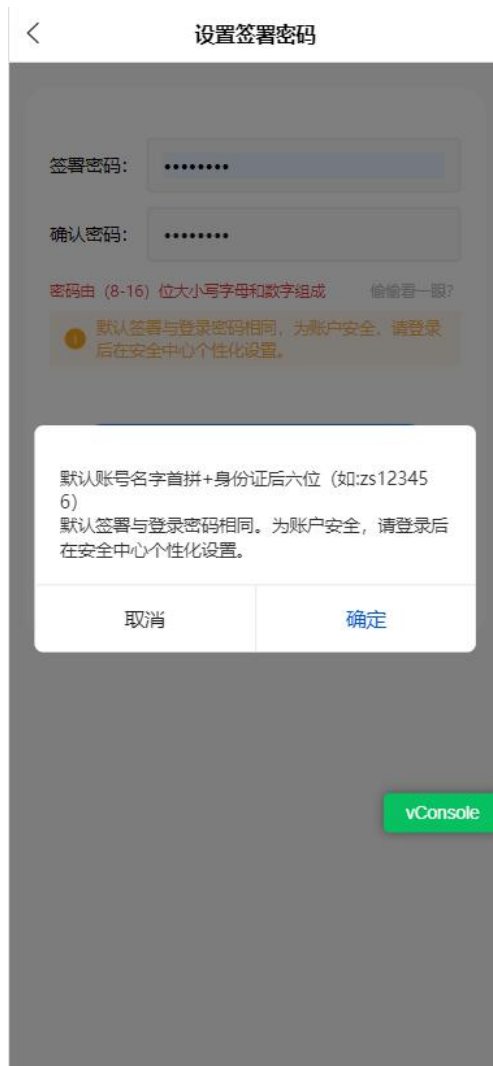 设置签署密码
签署密码：
••••••••
确认密码：
••••••••
密码由（8-16）位大小写字母和数字组成 偷偷看一眼?
默认签署与登录密码相同，为账户安全，请登录
后在安全中心个性化设置。
默认账号名字首拼+身份证后六位（如:zs12345
6）
默认签署与登录密码相同。为账户安全，请登录后
在安全中心个性化设置。
取消 确定
vConsole